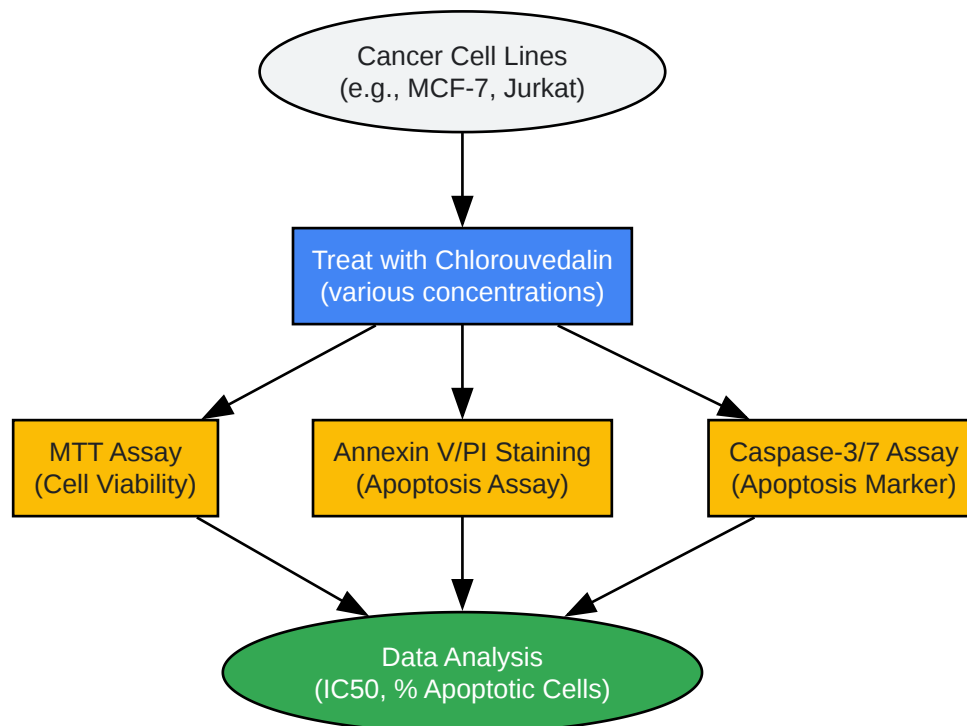 Cancer Cell Lines
(e.g., MCF-7, Jurkat)
Treat with Chlorouvedalin
(various concentrations)
MTT Assay
(Cell Viability)
Annexin V/PI Staining
(Apoptosis Assay)
Caspase-3/7 Assay
(Apoptosis Marker)
Data Analysis
(IC50, % Apoptotic Cells)